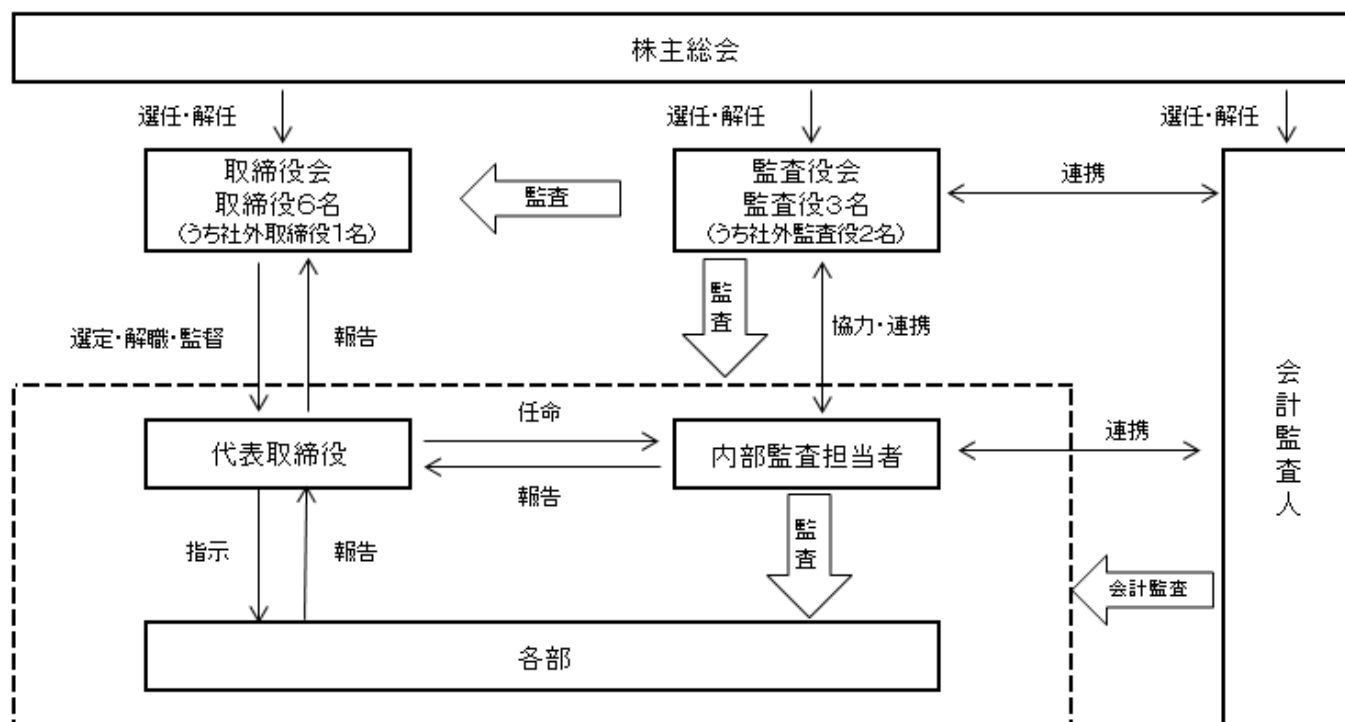 株主総会
選任・解任
選任・解任
選任・解任
取締役会
取締役6名
(うち社外取締役1名)
監査
監査役会
監査役3名
(うち社外監査役2名)
連携
選定・解職・監督
報告
監査
協力・連携
会計監査人
代表取締役
任命
報告
内部監査担当者
連携
指示
報告
監査
会計監査
各部